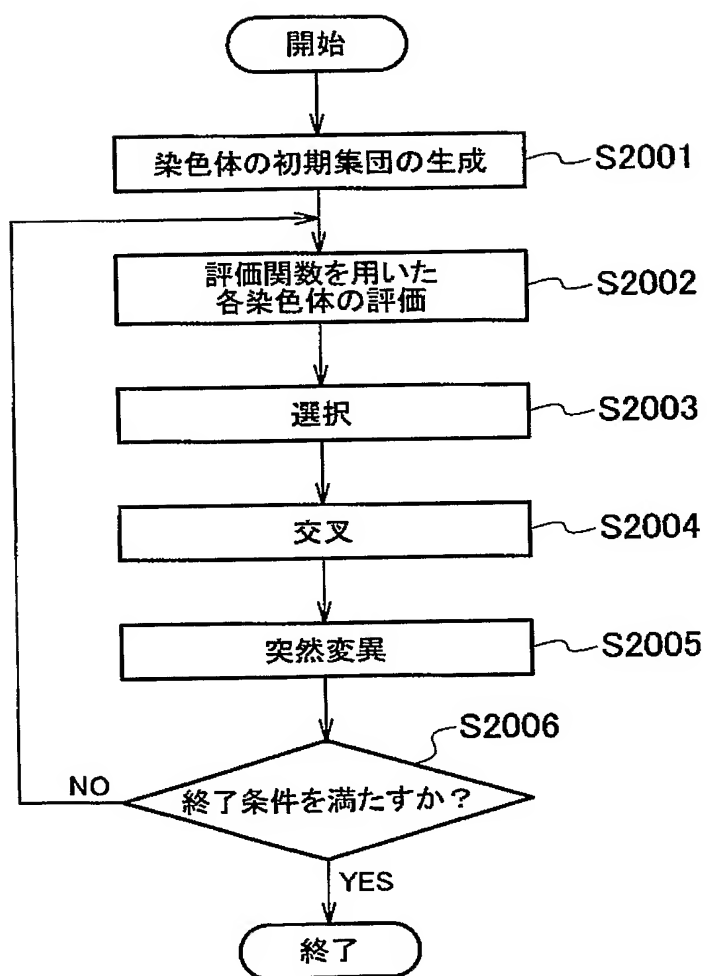 開始
染色体の初期集団の生成
S2001
評価関数を用いた
各染色体の評価
S2002
選択
S2003
交叉
S2004
突然変異
S2005
S2006
終了条件を満たすか？
NO
YES
終了